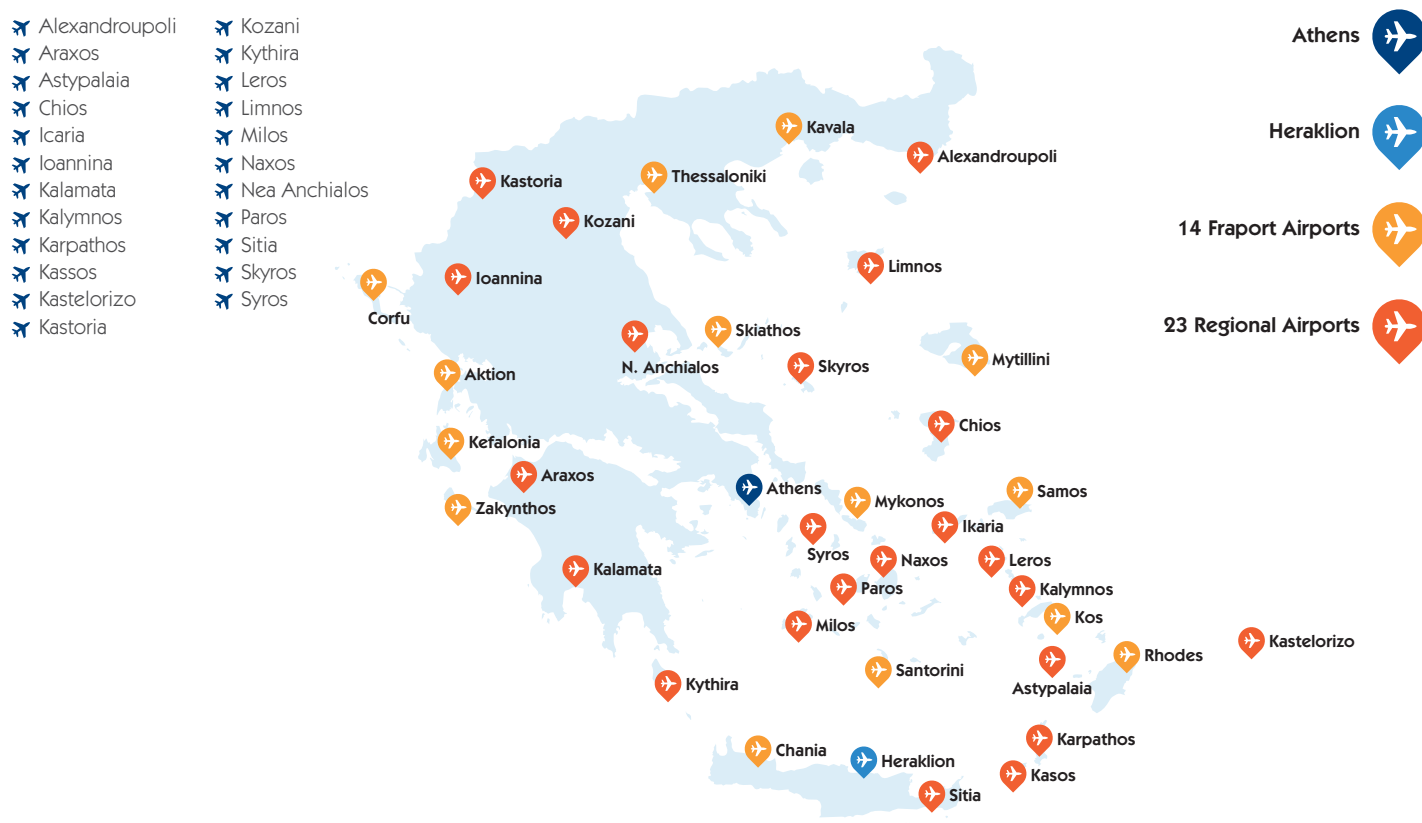 Alexandroupoli
Araxos
Astypalaia
Chios
Icaria
Ioannina
Kalamata
Kalymnos
Karpathos
Kassos
Kastelorizo
Kastoria
Kozani
Kythira
Leros
Limnos
Milos
Naxos
Nea Anchialos
Paros
Sitia
Skyros
Syros
Athens
Heraklion
14 Fraport Airports
23 Regional Airports
Kavala
Alexandroupoli
Thessaloniki
Kastoria
Kozani
Limnos
Ioannina
Corfu
Skiathos
N. Anchialos
Skyros
Mytillini
Aktion
Chios
Kefalonia
Araxos
Athens
Samos
Mykonos
Zakynthos
Ikaria
Syros
Naxos
Leros
Kalamata
Paros
Kalymnos
Kos
Milos
Kastelorizo
Rhodes
Santorini
Astypalaia
Kythira
Karpathos
Chania
Heraklion
Kasos
Sitia